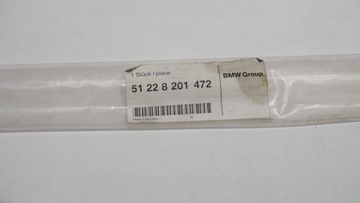 1 Stück / piece
BMW Group
51 22 8 201 472